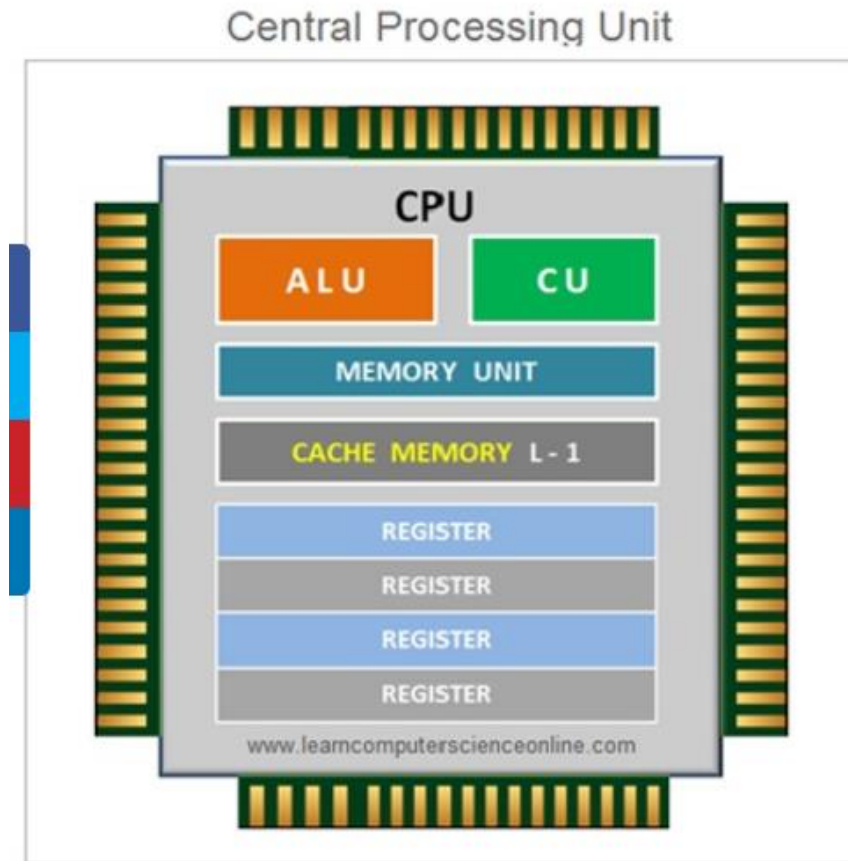 Central Processing Unit
CPU
ALU CU
MEMORY UNIT
CACHE MEMORY L - 1
REGISTER
REGISTER
REGISTER
REGISTER
www.learncomputerscienceonline.com